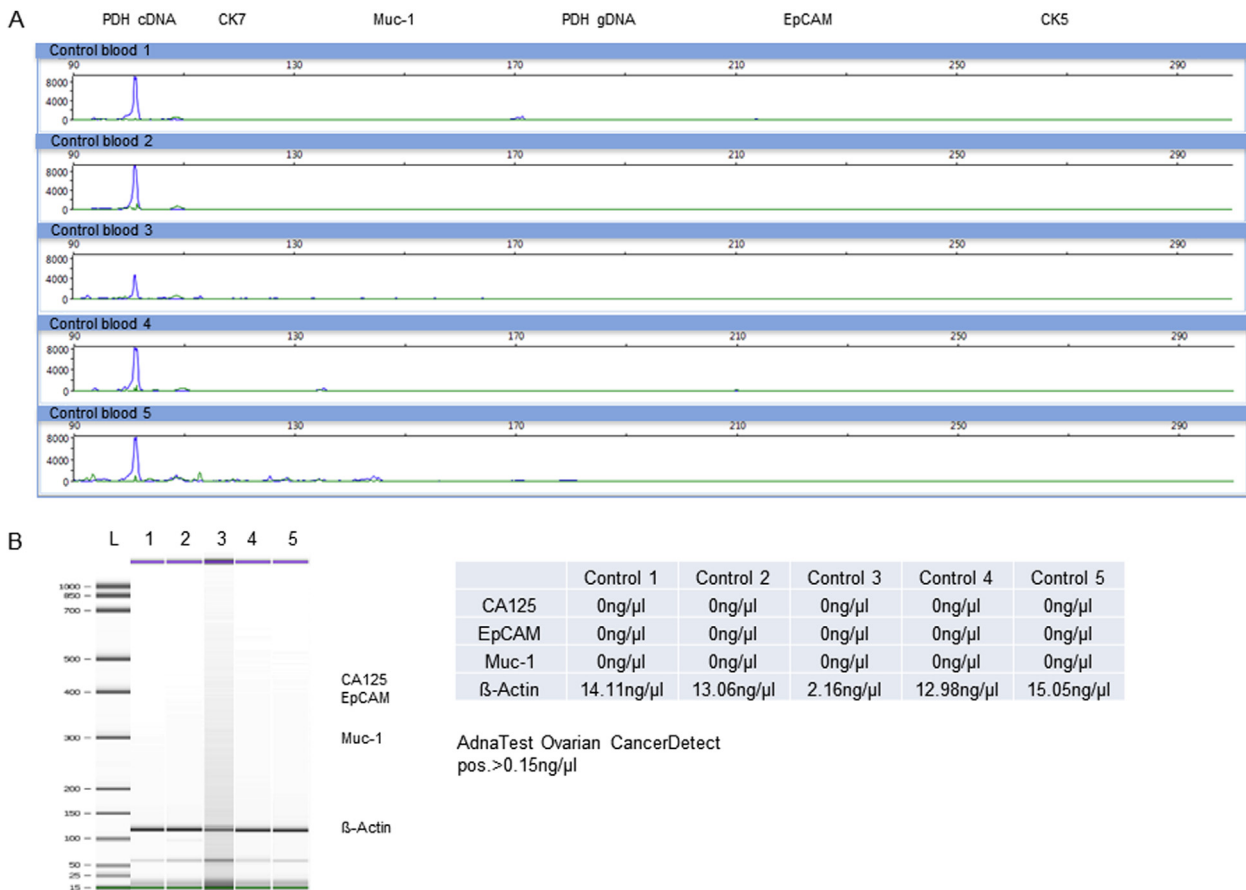 A
PDH cDNA CK7 Muc-1 PDH gDNA EpCAM CK5
Control blood 1
90 130 170 210 250 290
8000
4000
0
Control blood 2
90 130 170 210 250 290
8000
4000
0
Control blood 3
90 130 170 210 250 290
8000
4000
0
Control blood 4
90 130 170 210 250 290
8000
4000
0
Control blood 5
90 130 170 210 250 290
8000
4000
0
B
L 1 2 3 4 5
1000
850
700
500
400
300
200
150
100
50
25
15
CA125
EpCAM
Muc-1
ß-Actin
Control 1 Control 2 Control 3 Control 4 Control 5
CA125 0ng/µl 0ng/µl 0ng/µl 0ng/µl 0ng/µl
EpCAM 0ng/µl 0ng/µl 0ng/µl 0ng/µl 0ng/µl
Muc-1 0ng/µl 0ng/µl 0ng/µl 0ng/µl 0ng/µl
ß-Actin 14.11ng/µl 13.06ng/µl 2.16ng/µl 12.98ng/µl 15.05ng/µl
AdnaTest Ovarian CancerDetect
pos.>0.15ng/µl